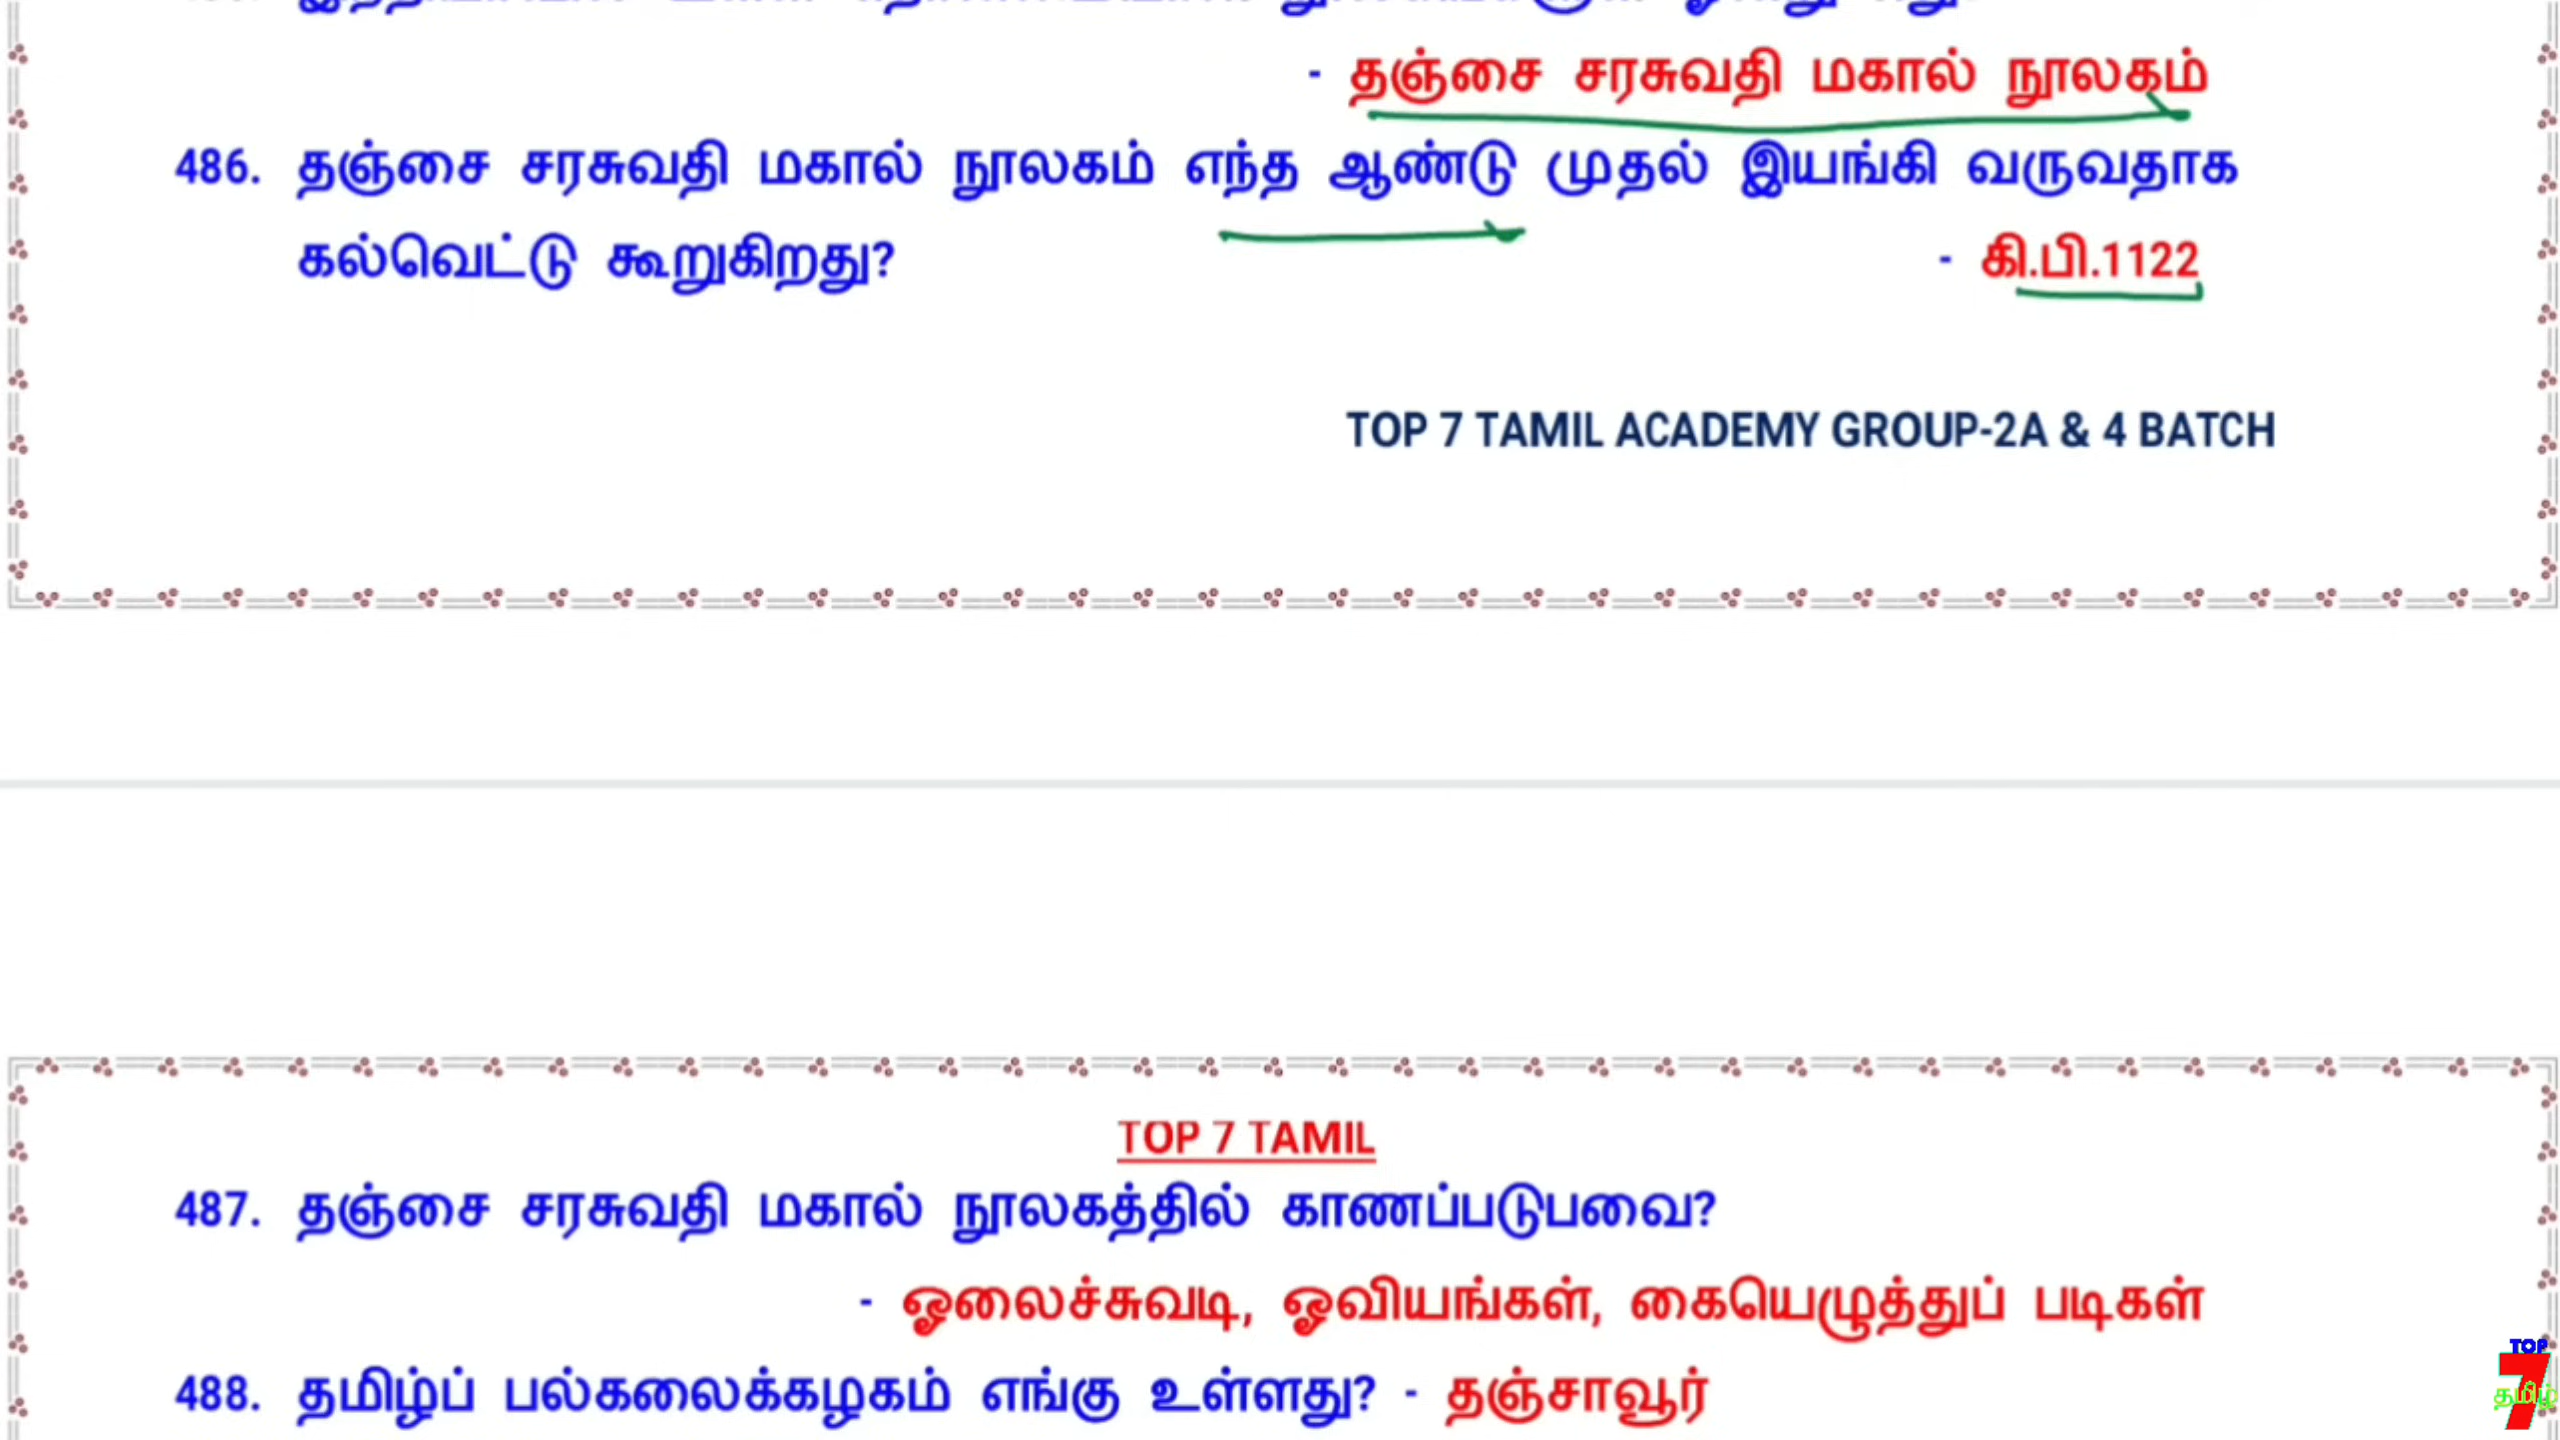 - தஞ்சை சரசுவதி மகால் நூலகம்
486. தஞ்சை சரசுவதி மகால் நூலகம் எந்த ஆண்டு முதல் இயங்கி வருவதாக
கல்வெட்டு கூறுகிறது? - கி.பி.1122
TOP 7 TAMIL ACADEMY GROUP-2A & 4 BATCH
TOP 7 TAMIL
487. தஞ்சை சரசுவதி மகால் நூலகத்தில் காணப்படுபவை?
- ஓலைச்சுவடி, ஓவியங்கள், கையெழுத்துப் படிகள்
488. தமிழ்ப் பல்கலைக்கழகம் எங்கு உள்ளது? - தஞ்சாவூர்
TOP
7
தமிழ்